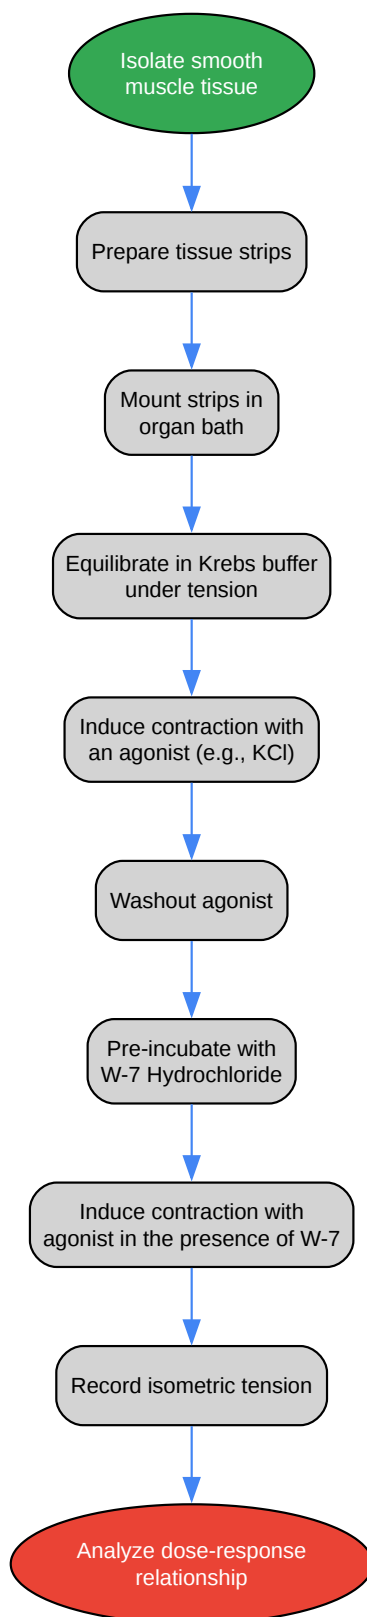 Isolate smooth
muscle tissue
Prepare tissue strips
Mount strips in
organ bath
Equilibrate in Krebs buffer
under tension
Induce contraction with
an agonist (e.g., KCl)
Washout agonist
Pre-incubate with
W-7 Hydrochloride
Induce contraction with
agonist in the presence of W-7
Record isometric tension
Analyze dose-response
relationship